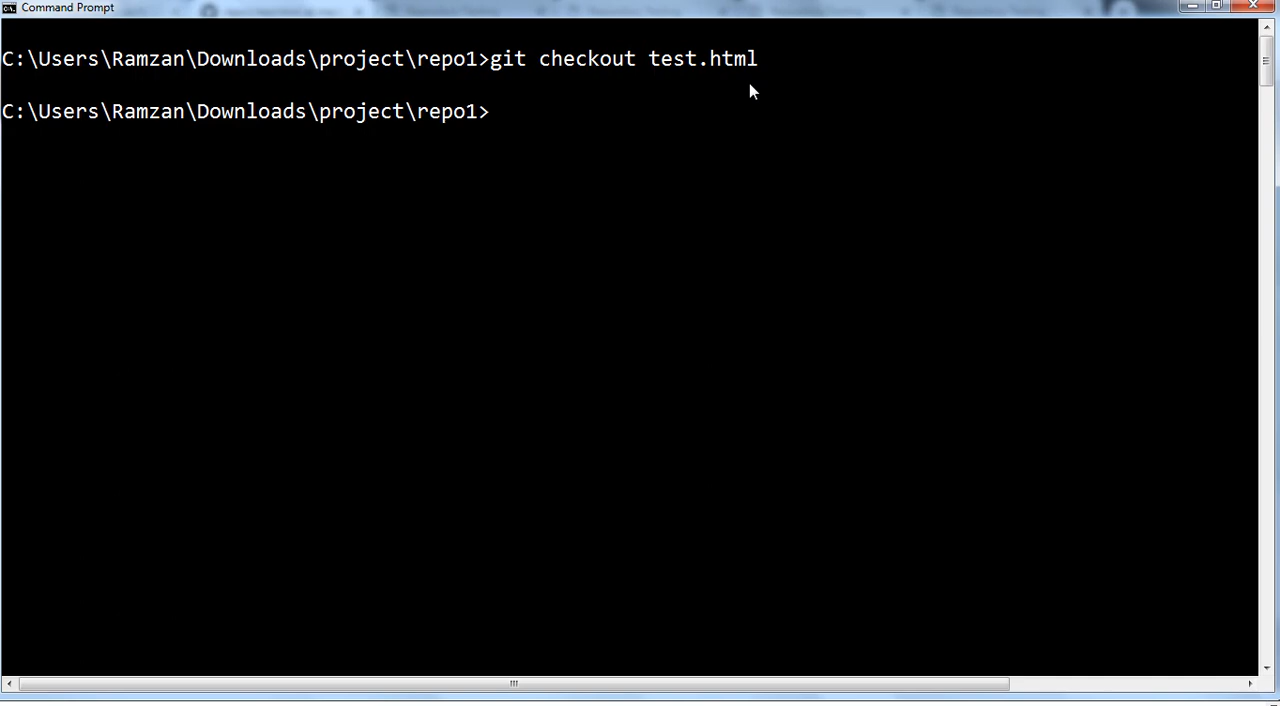 Command Prompt
C:\Users\Ramzan\Downloads\project\repo1>git checkout test.html
C:\Users\Ramzan\Downloads\project\repo1>